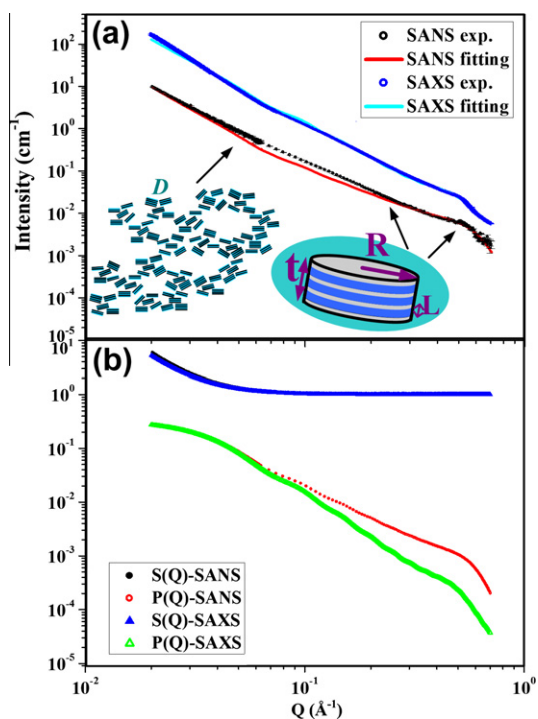 (a)
SANS exp.
SANS fitting
SAXS exp.
SAXS fitting
Intensity (cm⁻¹)
10²
10¹
10⁰
10⁻¹
10⁻²
10⁻³
10⁻⁴
10⁻⁵
D
R
t
L
(b)
10¹
10⁰
10⁻¹
10⁻²
10⁻³
10⁻⁴
10⁻⁵
S(Q)-SANS
P(Q)-SANS
S(Q)-SAXS
P(Q)-SAXS
10⁻² 10⁻¹ 10⁰
Q (Å⁻¹)